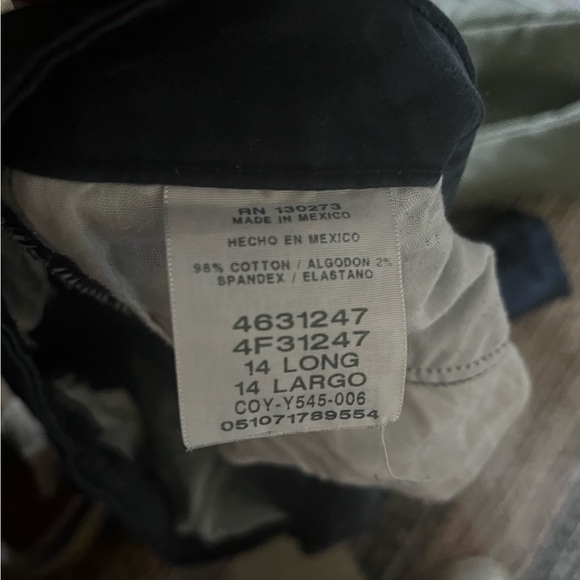 RN 130273
MADE IN MEXICO
HECHO EN MEXICO
98% COTTON / ALGODON 2%
SPANDEX / ELASTANO
4631247
4F31247
14 LONG
14 LARGO
COY-Y545-006
051071789554